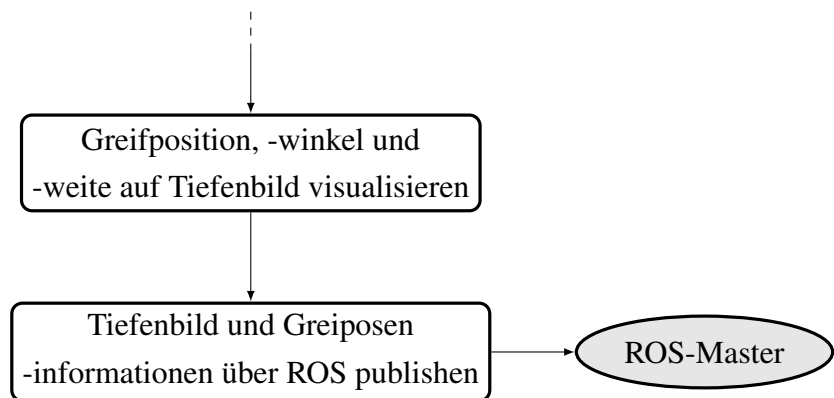 Greifposition, -winkel und
-weite auf Tiefenbild visualisieren
Tiefenbild und Greiposen
-informationen über ROS publishen
ROS-Master